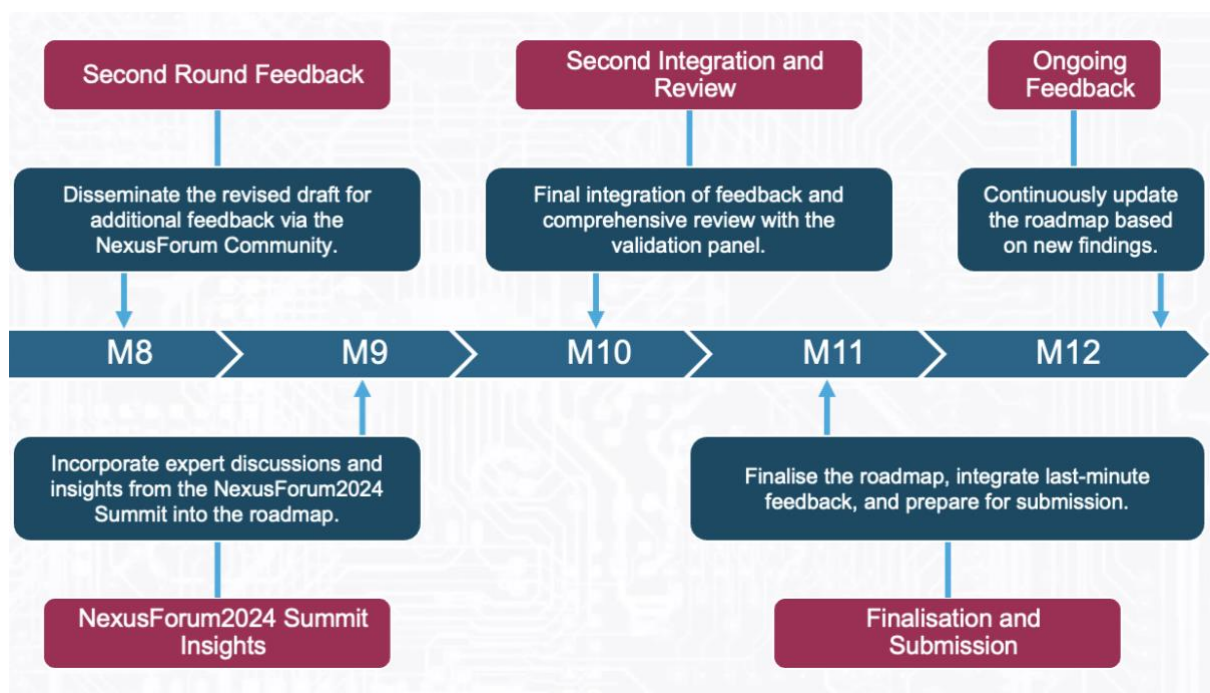 Second Round Feedback
Second Integration and
Review
Ongoing
Feedback
Disseminate the revised draft for
additional feedback via the
NexusForum Community.
Final integration of feedback and
comprehensive review with the
validation panel.
Continuously update
the roadmap based
on new findings.
M8
M9
M10
M11
M12
Incorporate expert discussions and
insights from the NexusForum2024
Summit into the roadmap.
Finalise the roadmap, integrate last-minute
feedback, and prepare for submission.
NexusForum2024 Summit
Insights
Finalisation and
Submission